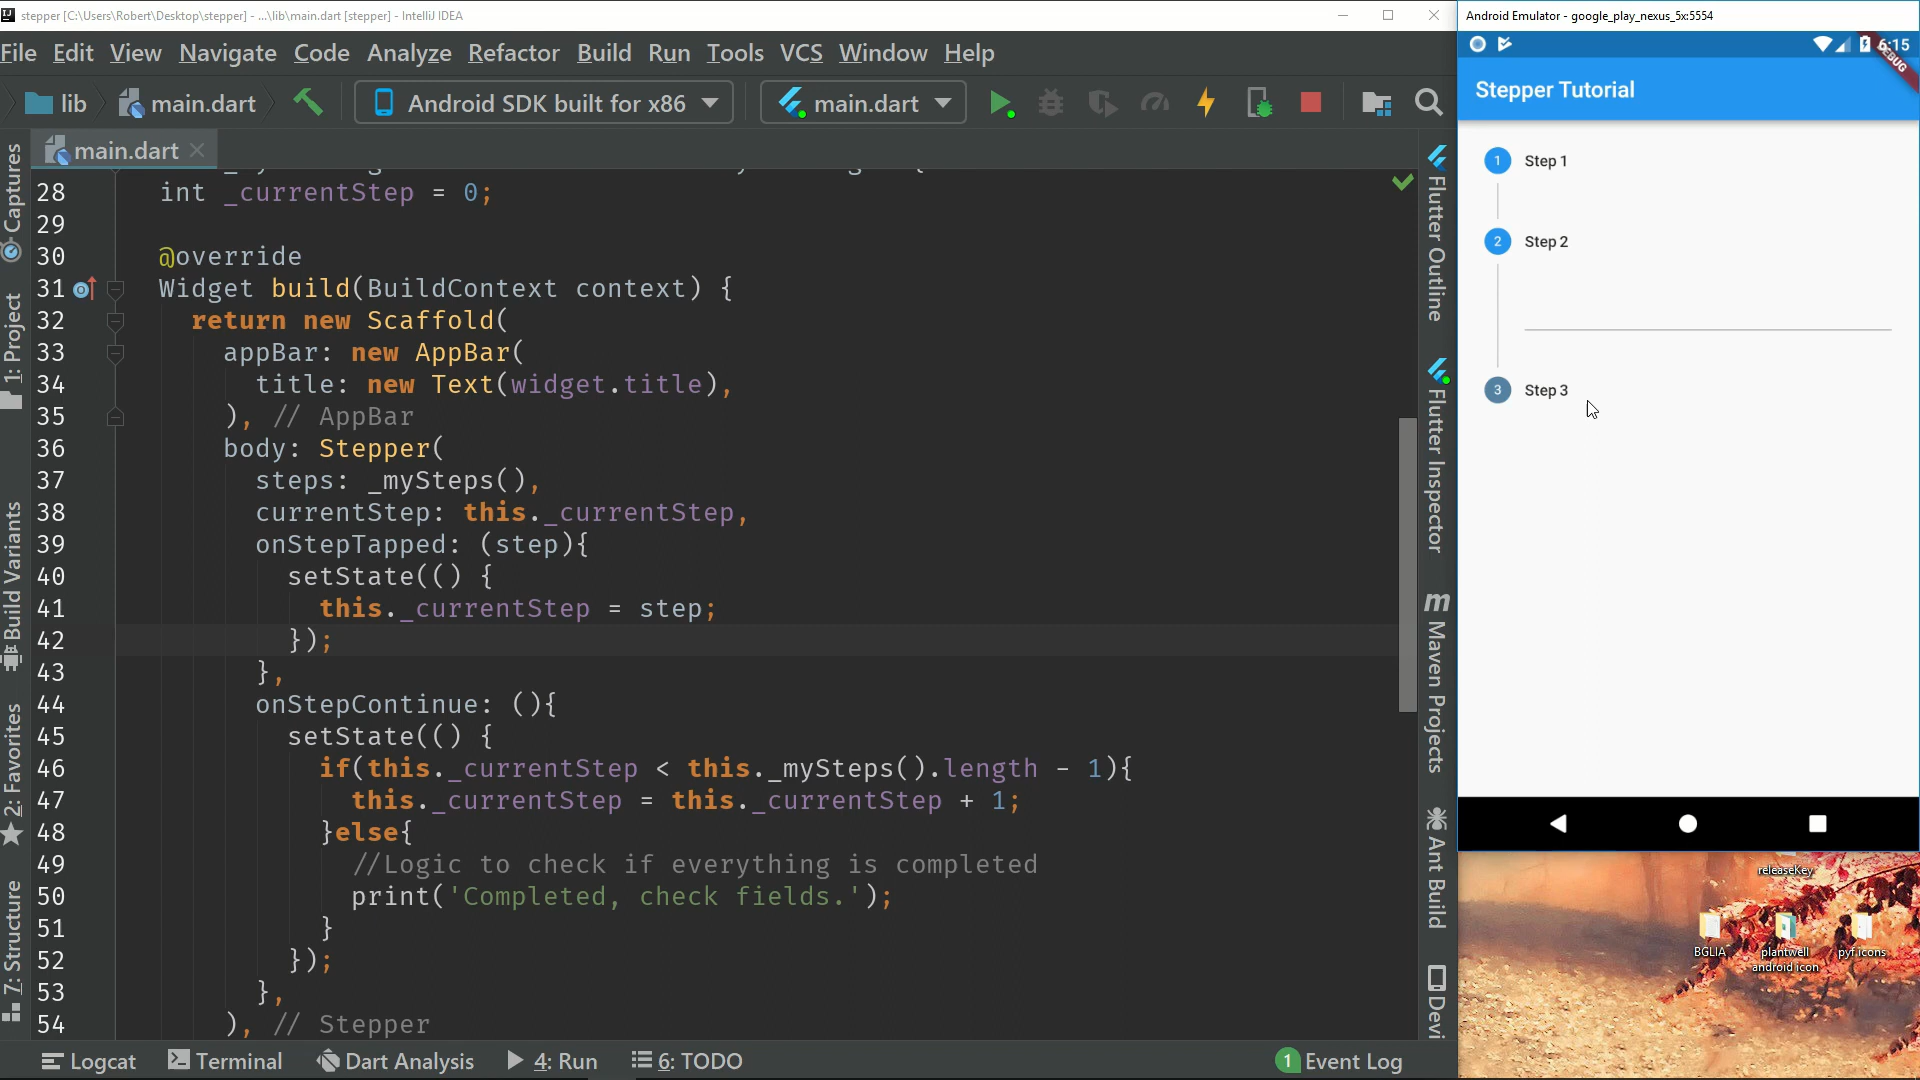 stepper [C:\Users\Robert\Desktop\stepper] - ...\lib\main.dart [stepper] - IntelliJ IDEA
File Edit View Navigate Code Analyze Refactor Build Run Tools VCS Window Help
lib main.dart Android SDK built for x86 main.dart
main.dart
28 int _currentStep = 0;
29
30 @override
31 Widget build(BuildContext context) {
32 return new Scaffold(
33 appBar: new AppBar(
34 title: new Text(widget.title),
35 ), // AppBar
36 body: Stepper(
37 steps: _mySteps(),
38 currentStep: this._currentStep,
39 onStepTapped: (step){
40 setState(() {
41 this._currentStep = step;
42 });
43 },
44 onStepContinue: (){
45 setState(() {
46 if(this._currentStep < this._mySteps().length - 1){
47 this._currentStep = this._currentStep + 1;
48 }else{
49 //Logic to check if everything is completed
50 print('Completed, check fields.');
51 }
52 });
53 },
54 ), // Stepper
Captures
1: Project
Build Variants
2: Favorites
7: Structure
Flutter Outline
Flutter Inspector
m Maven Projects
Ant Build
Devi
Logcat Terminal Dart Analysis 4: Run 6: TODO 1 Event Log
Android Emulator - google_play_nexus_5x:5554
6:15
Stepper Tutorial
1 Step 1
2 Step 2
3 Step 3
releaseKey
BGLIA
plantwell
android icon
pyf icons